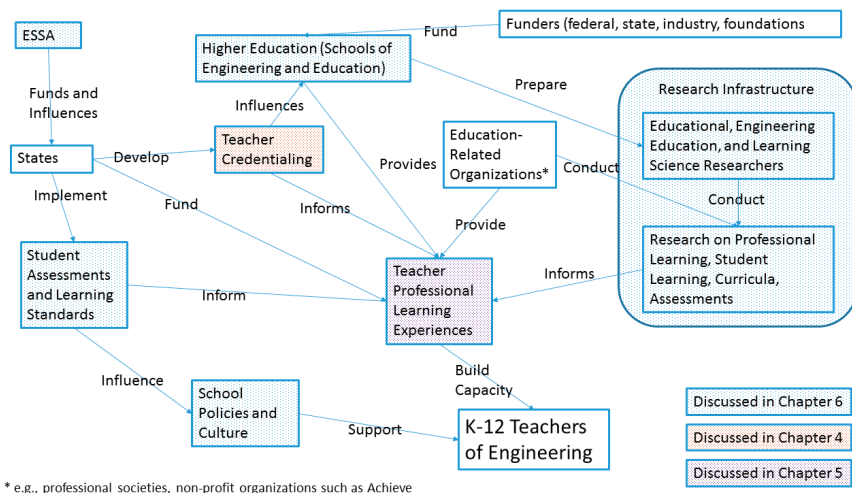 ESSA
Fund
Funders (federal, state, industry, foundations
Higher Education (Schools of
Engineering and Education)
Funds and
Influences
Influences
Prepare
Research Infrastructure
Educational, Engineering
Education, and Learning
Science Researchers
States
Develop
Teacher
Credentialing
Provides
Education-
Related
Organizations*
Conduct
Conduct
Implement
Fund
Informs
Provide
Student
Assessments
and Learning
Standards
Inform
Teacher
Professional
Learning
Experiences
Informs
Research on Professional
Learning, Student
Learning, Curricula,
Assessments
Influence
School
Policies and
Culture
Support
Build
Capacity
K-12 Teachers
of Engineering
Discussed in Chapter 6
Discussed in Chapter 4
Discussed in Chapter 5
* e.g., professional societies, non-profit organizations such as Achieve